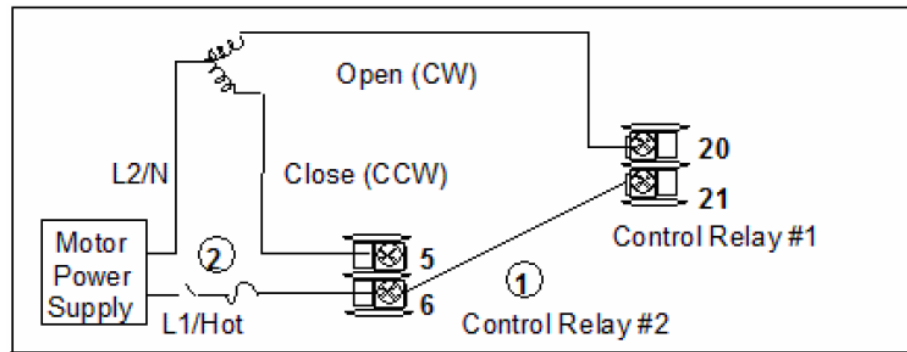 Open (CW)
20
L2/N
Close (CCW)
21
Control Relay #1
Motor
Power
Supply
2
5
1
6
L1/Hot
Control Relay #2